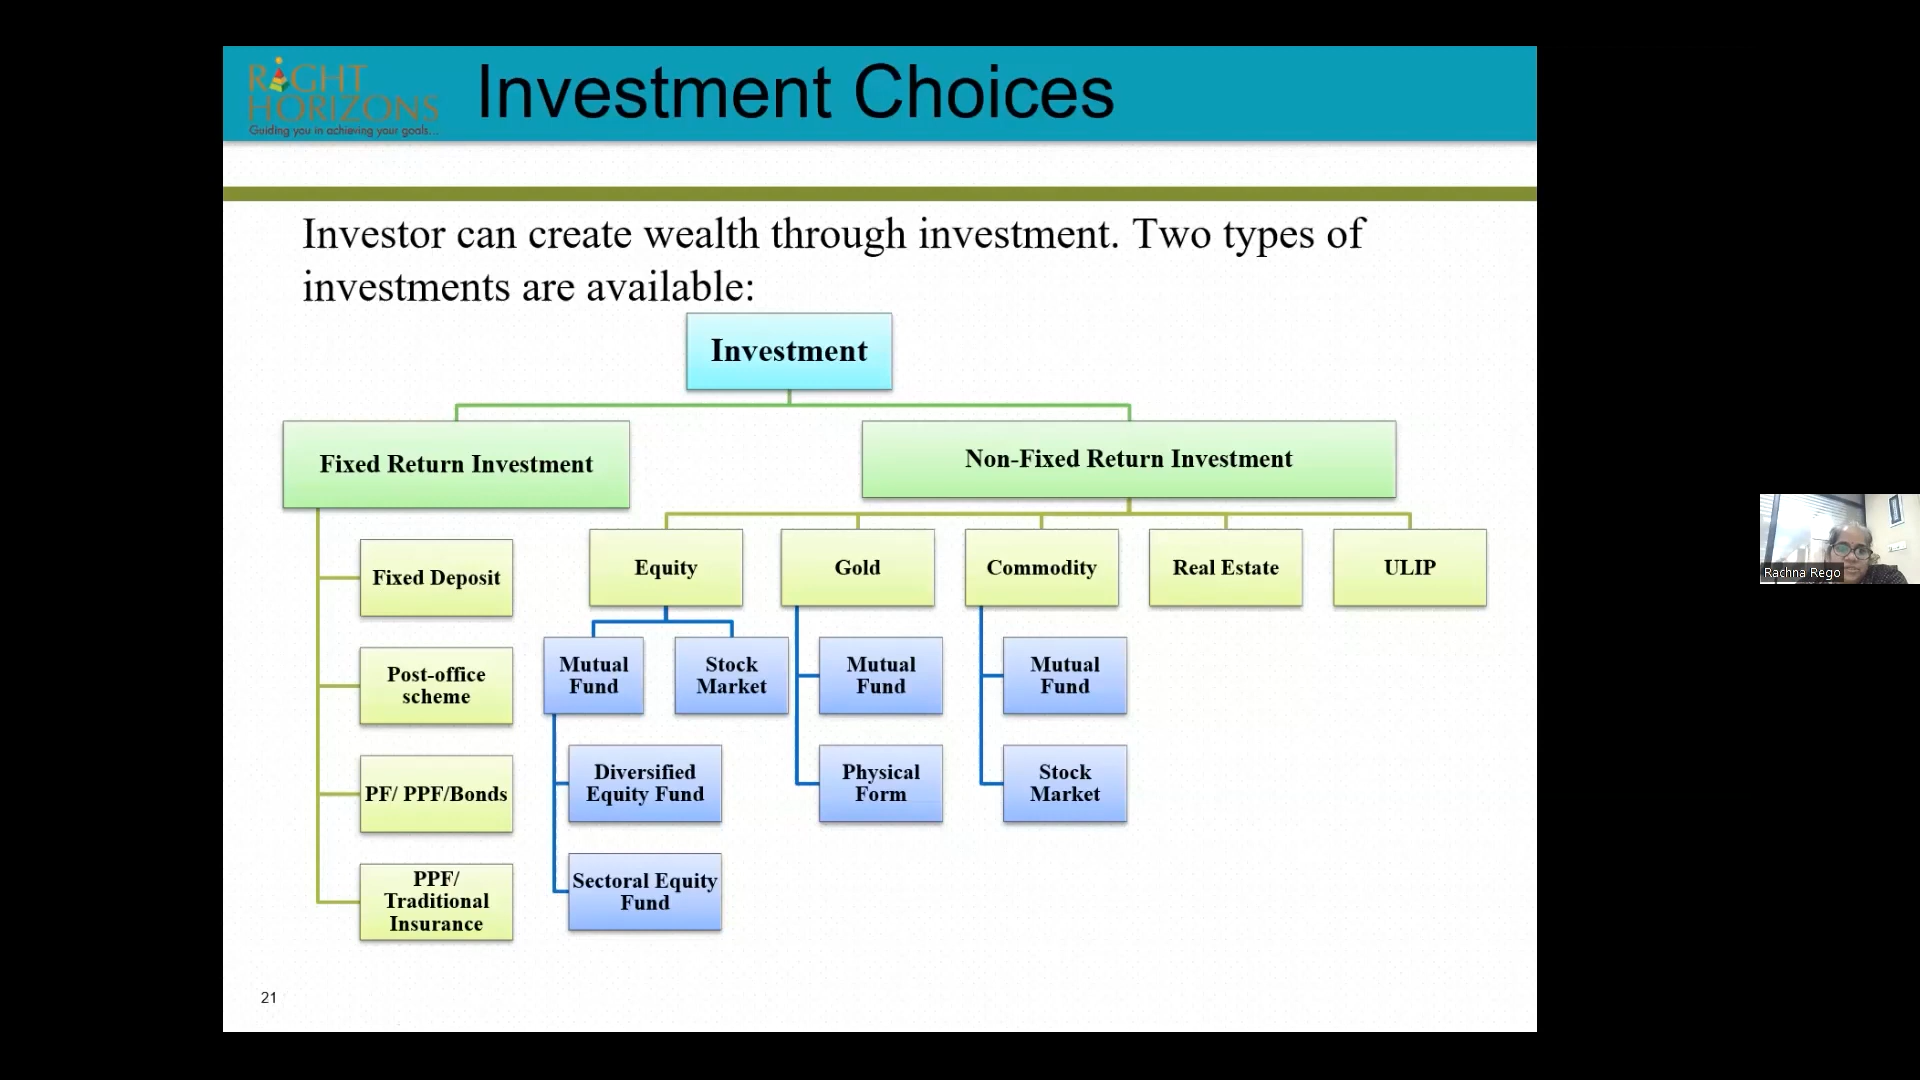 RIGHT
HORIZONS
Guiding you in achieving your goals...
Investment Choices
Investor can create wealth through investment. Two types of
investments are available:
Investment
Fixed Return Investment
Non-Fixed Return Investment
Fixed Deposit
Post-office
scheme
PF/ PPF/Bonds
PPF/
Traditional
Insurance
Equity
Gold
Commodity
Real Estate
ULIP
Mutual
Fund
Stock
Market
Diversified
Equity Fund
Sectoral Equity
Fund
Mutual
Fund
Physical
Form
Mutual
Fund
Stock
Market
21
Rachna Rego